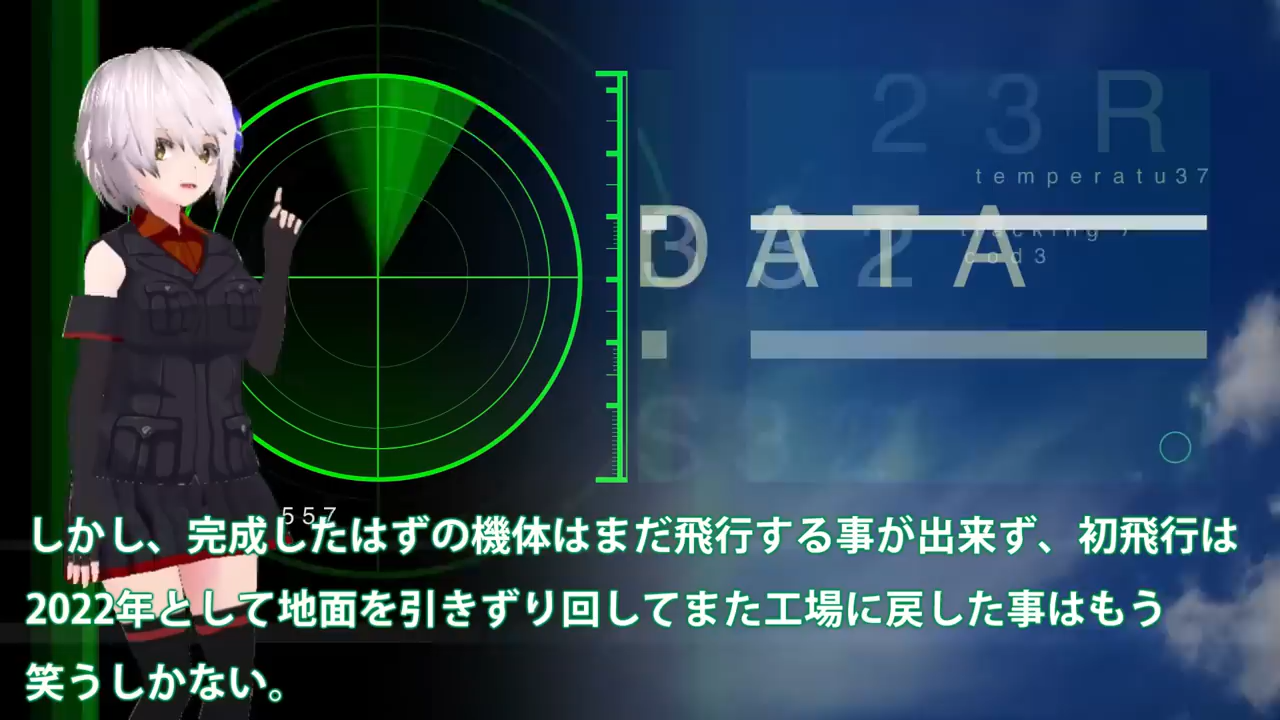 23R
temperatu37
DATA
cod3
557
しかし、完成したはずの機体はまだ飛行する事が出来ず、初飛行は
2022年として地面を引きずり回してまた工場に戻した事はもう
笑うしかない。